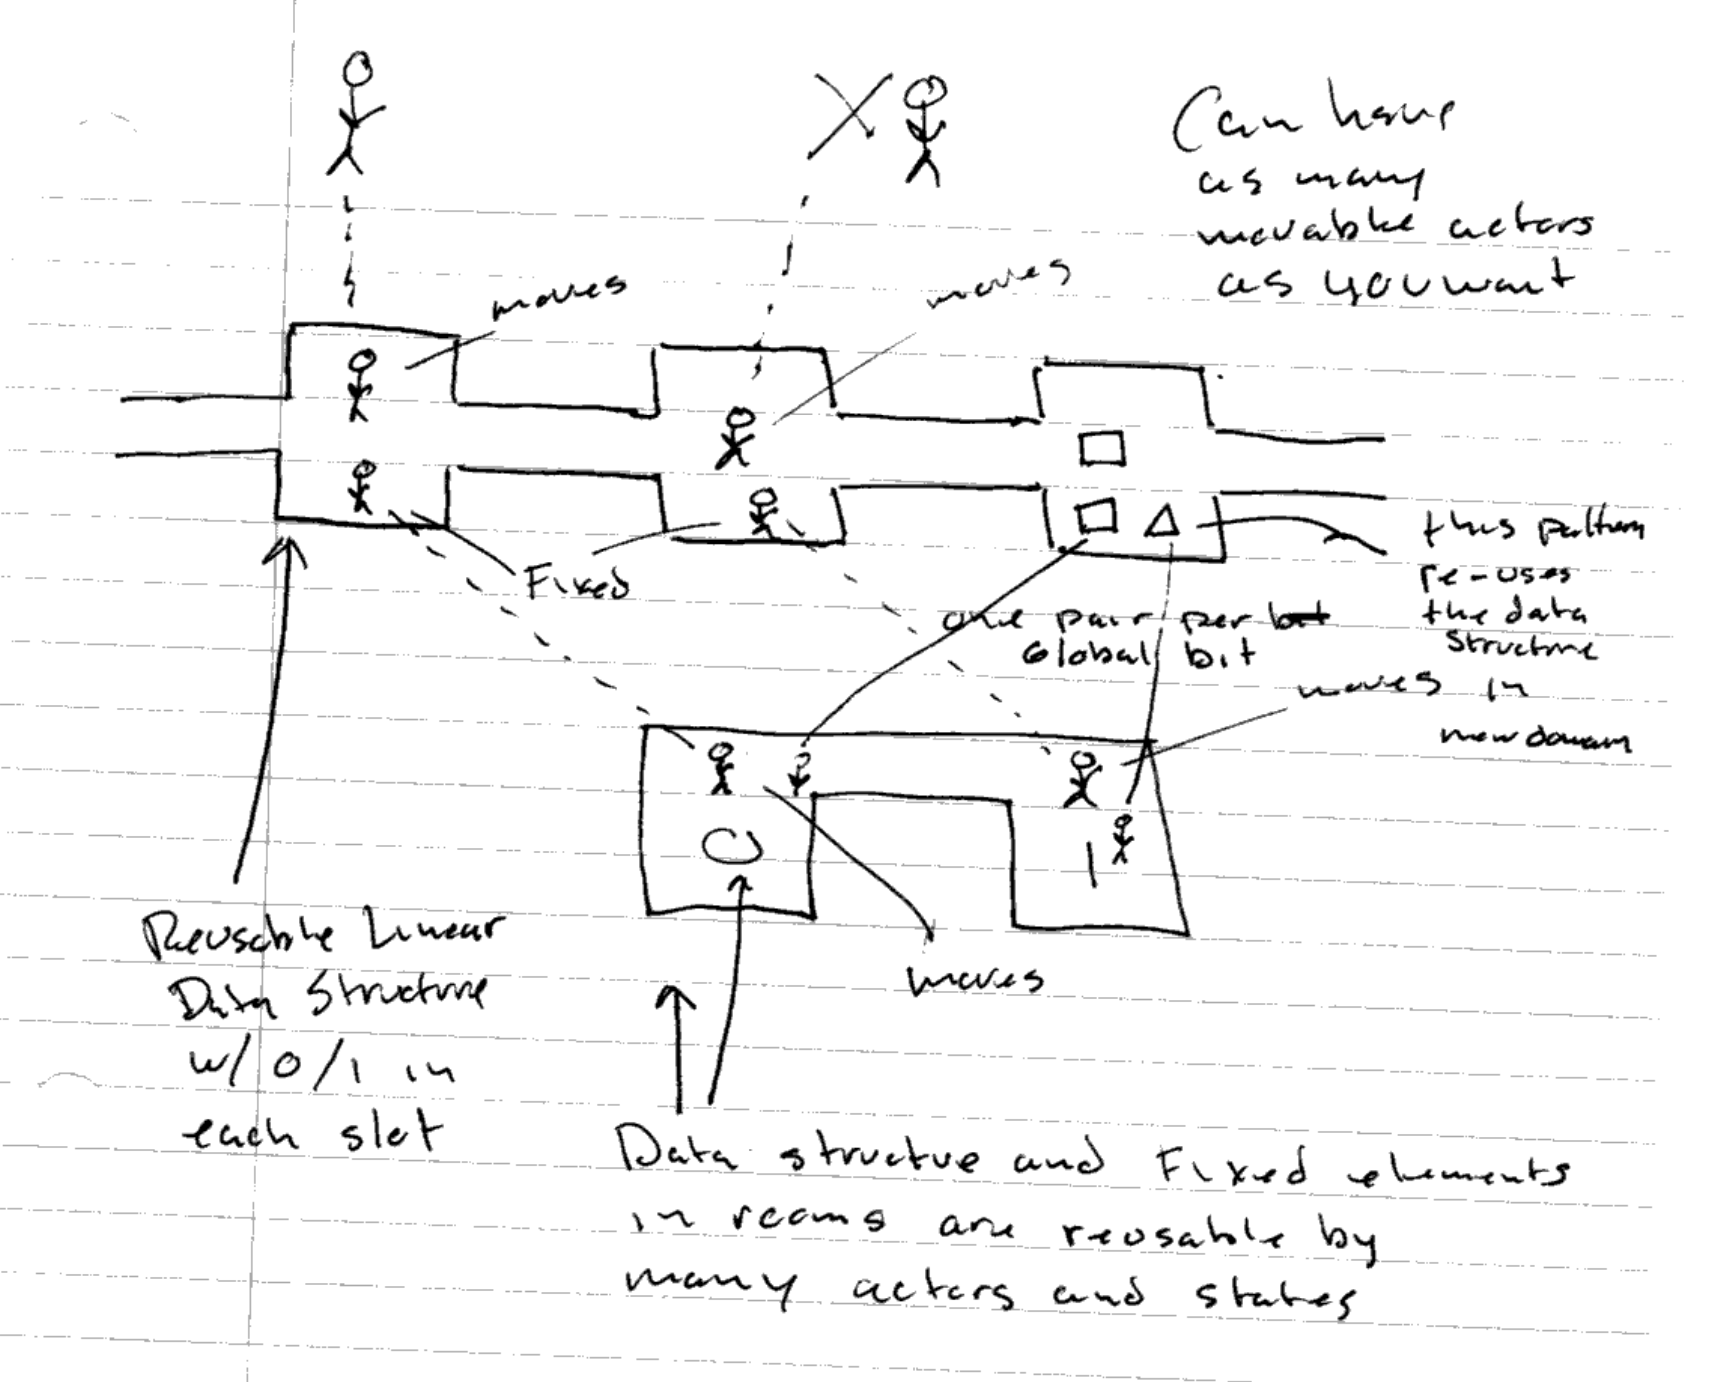 Can have
as many
movable actors
as you want
moves
moves
Fixed
this pattern
re-uses
the data
structure
one pair per bit
Global bit
moves in
new domain
0
1
moves
Reusable Linear
Data Structure
w/ 0/1 in
each slot
Data structure and Fixed elements
in rooms are reusable by
many actors and states